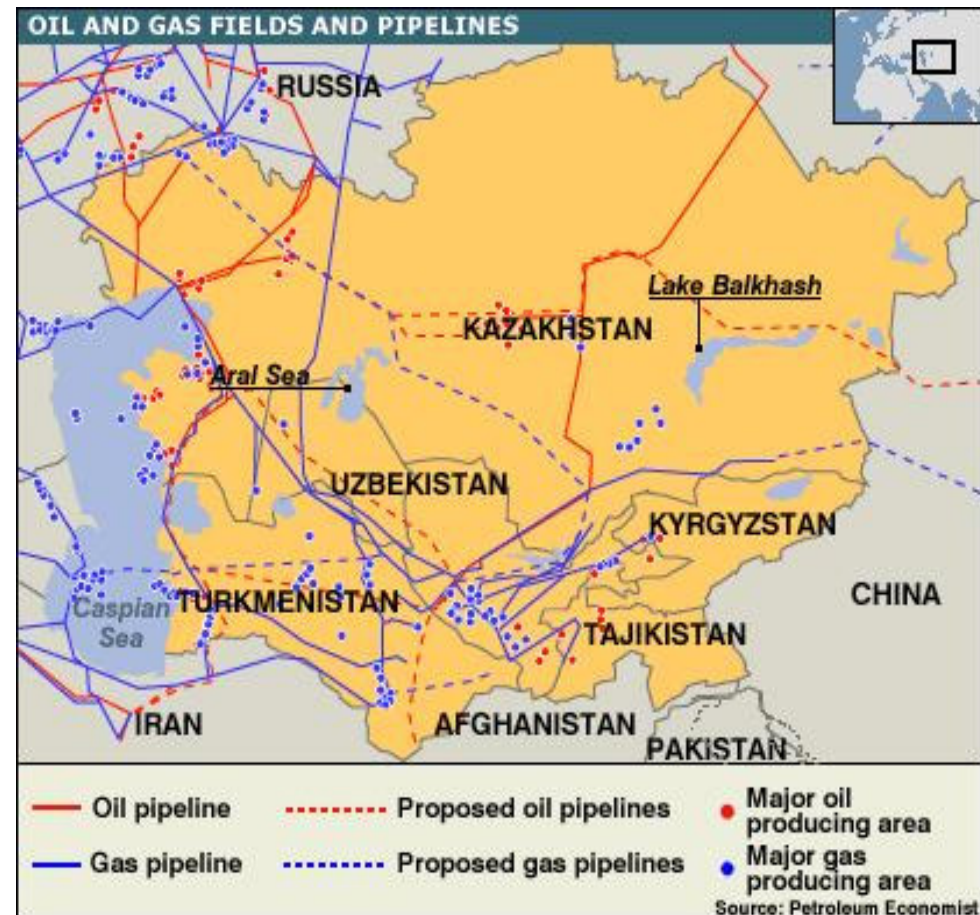 OIL AND GAS FIELDS AND PIPELINES
RUSSIA
Lake Balkhash
KAZAKHSTAN
Aral Sea
UZBEKISTAN
KYRGYZSTAN
CHINA
Caspian
Sea
TURKMENISTAN
TAJIKISTAN
IRAN
AFGHANISTAN
PAKISTAN
Oil pipeline
Proposed oil pipelines
Major oil
producing area
Gas pipeline
Proposed gas pipelines
Major gas
producing area
Source: Petroleum Economist